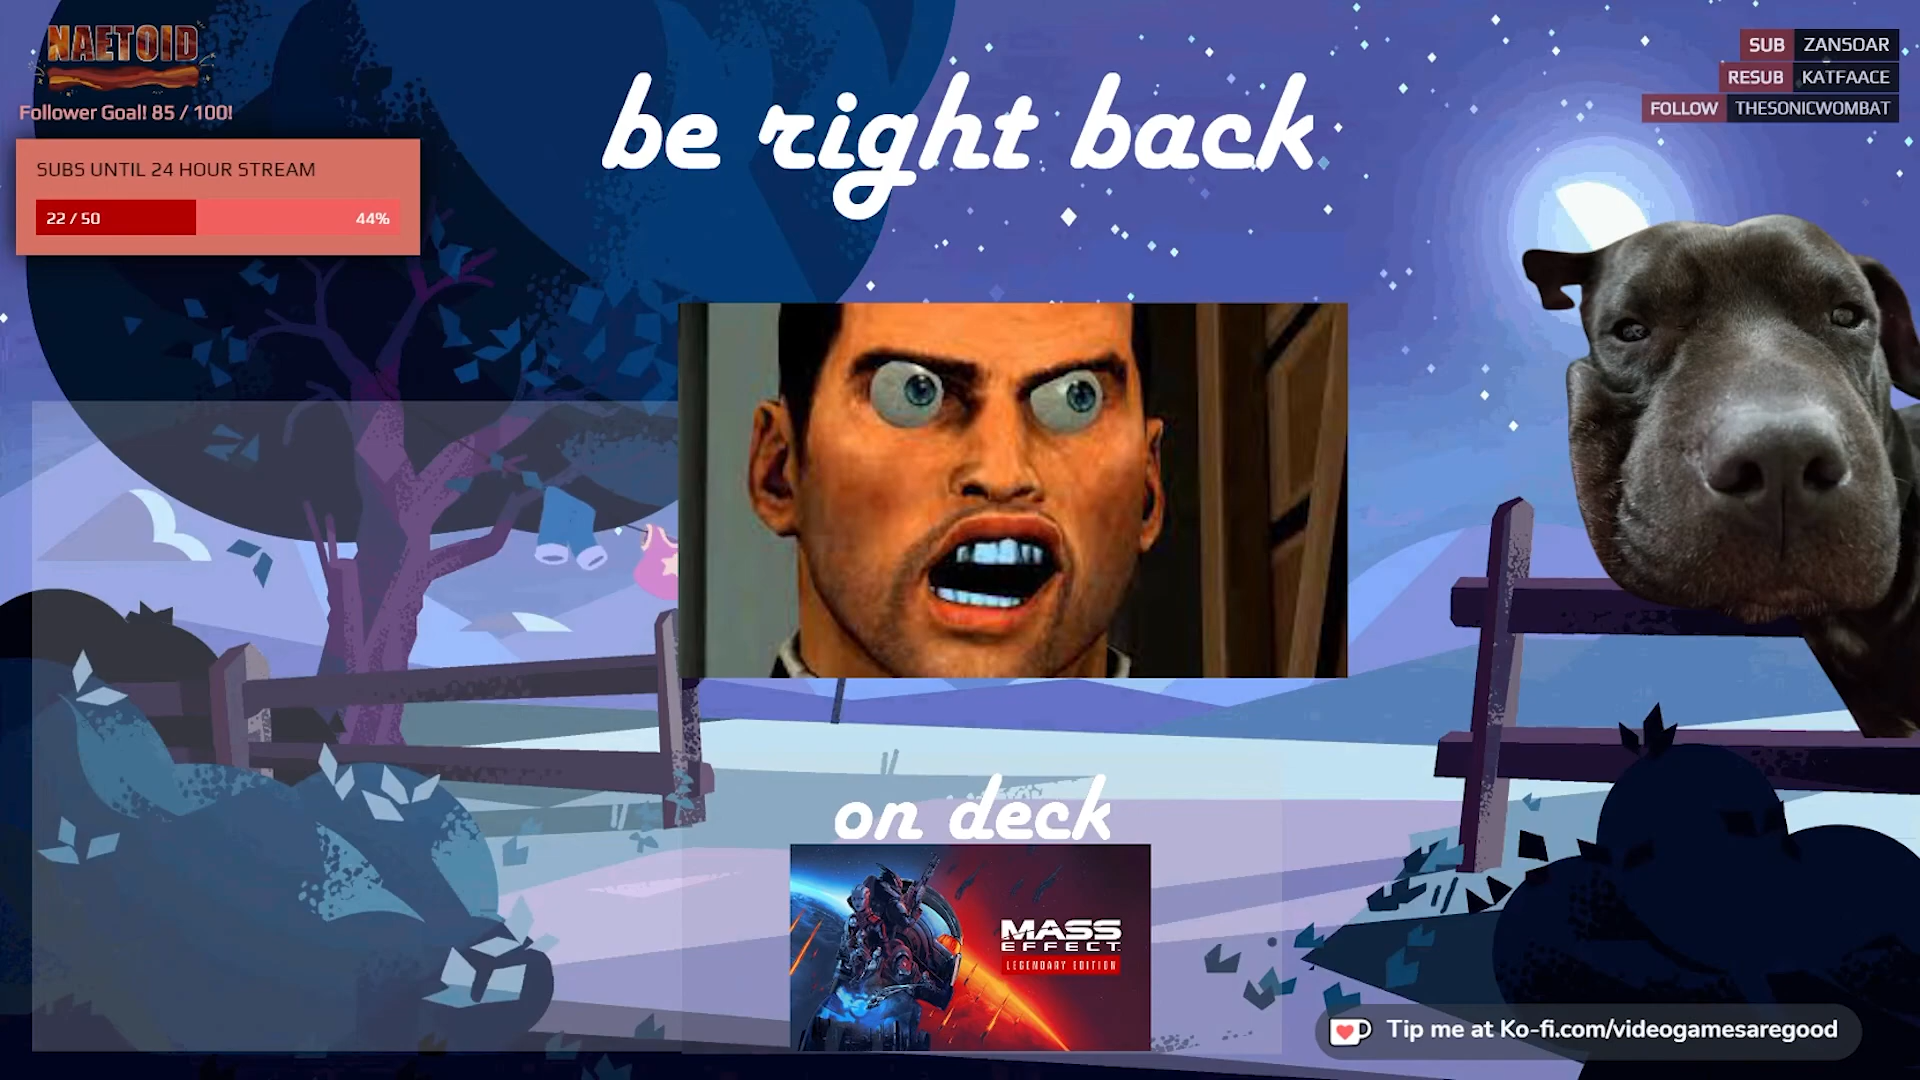 NAETOID
Follower Goal! 85 / 100!
SUBS UNTIL 24 HOUR STREAM
22 / 50 44%
be right back
SUB ZANSOAR
RESUB KATFAACE
FOLLOW THESONICWOMBAT
on deck
MASS
EFFECT
LEGENDARY EDITION
Tip me at Ko-fi.com/videogamesaregood